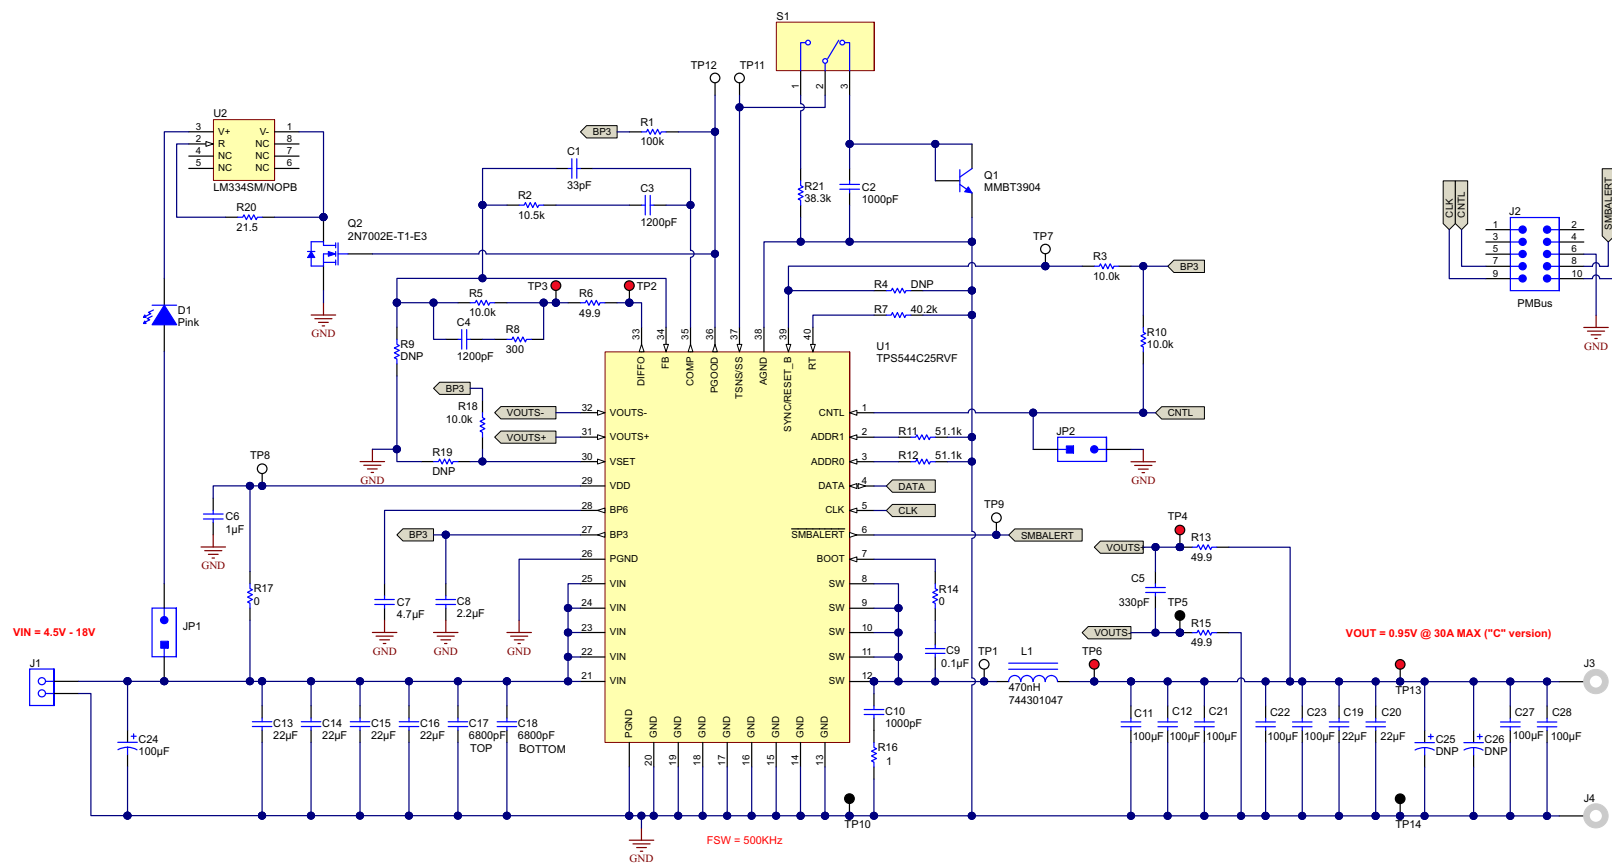 S1
1
2
3
TP12
TP11
U2
3
2
4
5
V+
R
NC
NC
V-
NC
NC
NC
1
8
7
6
LM334SM/NOPB
R20
21.5
Q2
2N7002E-T1-E3
GND
D1
Pink
BP3
R1
100k
C1
33pF
R2
10.5k
C3
1200pF
R21
38.3k
C2
1000pF
Q1
MMBT3904
TP7
R3
10.0k
BP3
R4
DNP
R7
40.2k
R10
10.0k
CLK
CNTL
SMBALERT
J2
1
3
5
7
9
2
4
6
8
10
PMBus
GND
TP3
TP2
R5
10.0k
R6
49.9
C4
1200pF
R8
300
R9
DNP
33
34
35
36
37
38
39
40
DIFFO
FB
COMP
PGOOD
TSNS/SS
AGND
SYNC/RESET_B
RT
U1
TPS544C25RVF
BP3
R18
10.0k
VOUTS-
32
VOUTS-
VOUTS+
31
VOUTS+
R19
DNP
30
VSET
GND
TP8
29
VDD
28
BP6
BP3
27
BP3
26
PGND
25
VIN
24
VIN
23
VIN
22
VIN
21
VIN
CNTL
1
CNTL
ADDR1
2
R11
51.1k
ADDR0
3
R12
51.1k
DATA
4
DATA
CLK
5
CLK
SMBALERT
6
SMBALERT
BOOT
7
SW
8
SW
9
SW
10
SW
11
SW
12
JP2
GND
TP9
C6
1µF
GND
R17
0
C7
4.7µF
GND
C8
2.2µF
GND
GND
R14
0
C9
0.1µF
VOUTS
TP4
R13
49.9
C5
330pF
TP5
VOUTS
R15
49.9
JP1
VIN = 4.5V - 18V
VOUT = 0.95V @ 30A MAX ("C" version)
J1
TP1
L1
470nH
744301047
TP6
TP13
J3
C24
100µF
C13
22µF
C14
22µF
C15
22µF
C16
22µF
C17
6800pF
TOP
C18
6800pF
BOTTOM
PGND
GND
GND
GND
GND
GND
GND
GND
GND
20
19
18
17
16
15
14
13
C10
1000pF
R16
1
C11
100µF
C12
100µF
C21
100µF
C22
100µF
C23
100µF
C19
22µF
C20
22µF
C25
DNP
C26
DNP
C27
100µF
C28
100µF
TP10
TP14
J4
GND
FSW = 500KHz